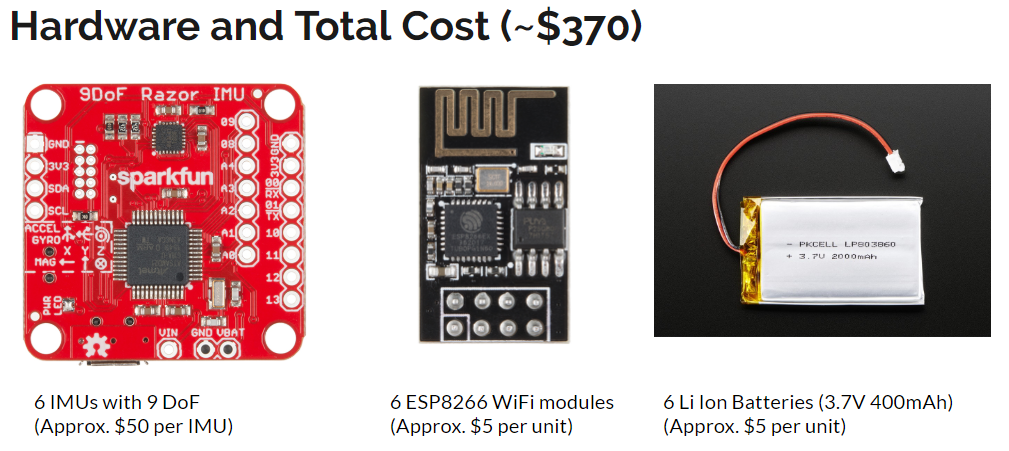 Hardware and Total Cost (~$370)
9DoF Razor IMU
09
GND
08
GND
3V3
A4
3V3
sparkfun
SDA
A3
00
RX
SCL
A2
01
TX
ACCEL
GYRO
A1
10
X
Z
MAG
A0
11
12
PWR
LED
13
VIN
GND
VBAT
- PKCELL LP803860
+ 3.7V 2000mAh
6 IMUs with 9 DoF
(Approx. $50 per IMU)
6 ESP8266 WiFi modules
(Approx. $5 per unit)
6 Li Ion Batteries (3.7V 400mAh)
(Approx. $5 per unit)